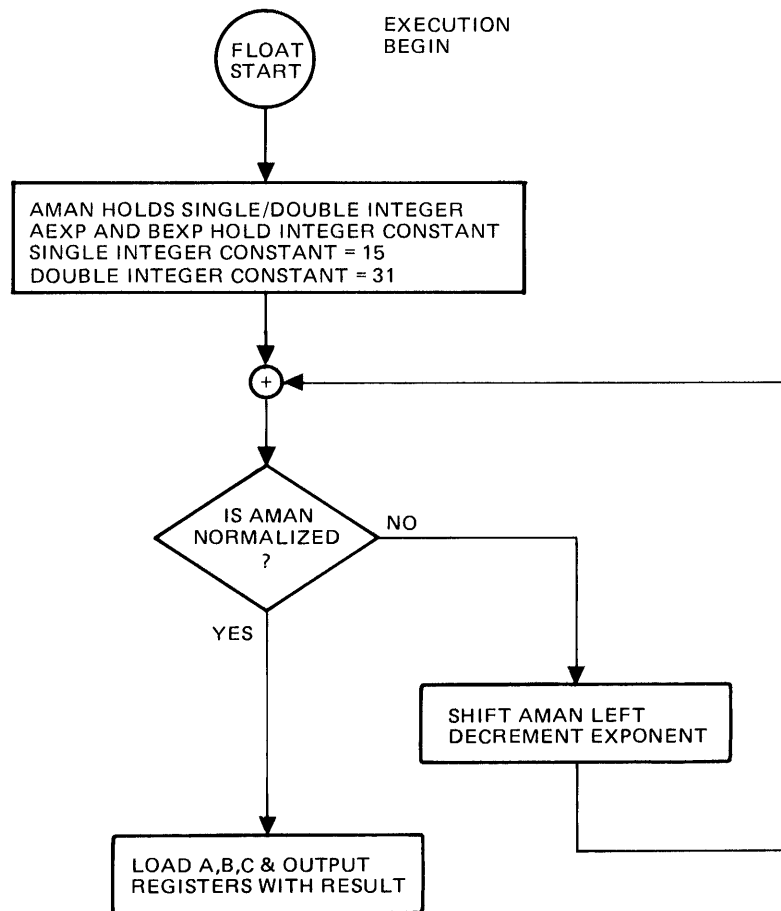 FLOAT
START
EXECUTION
BEGIN
AMAN HOLDS SINGLE/DOUBLE INTEGER
AEXP AND BEXP HOLD INTEGER CONSTANT
SINGLE INTEGER CONSTANT = 15
DOUBLE INTEGER CONSTANT = 31
+
IS AMAN
NORMALIZED
?
NO
YES
SHIFT AMAN LEFT
DECREMENT EXPONENT
LOAD A,B,C & OUTPUT
REGISTERS WITH RESULT